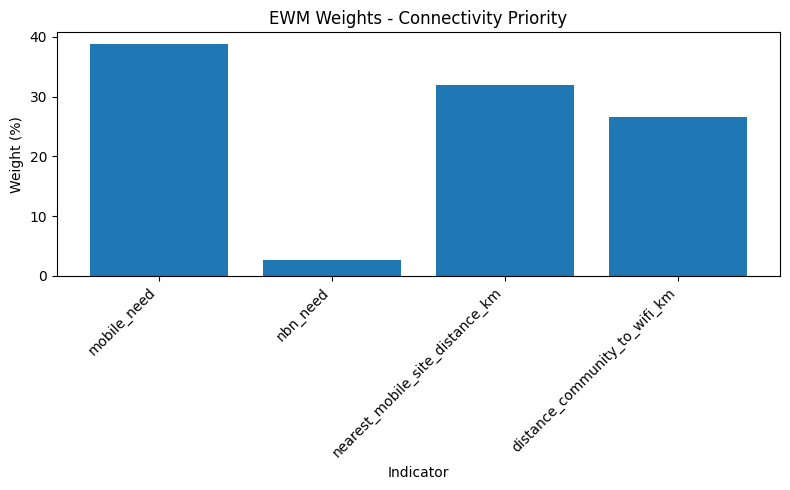 EWM Weights - Connectivity Priority
Weight (%)
40
30
20
10
0
mobile_need
nbn_need
nearest_mobile_site_distance_km
distance_community_to_wifi_km
Indicator